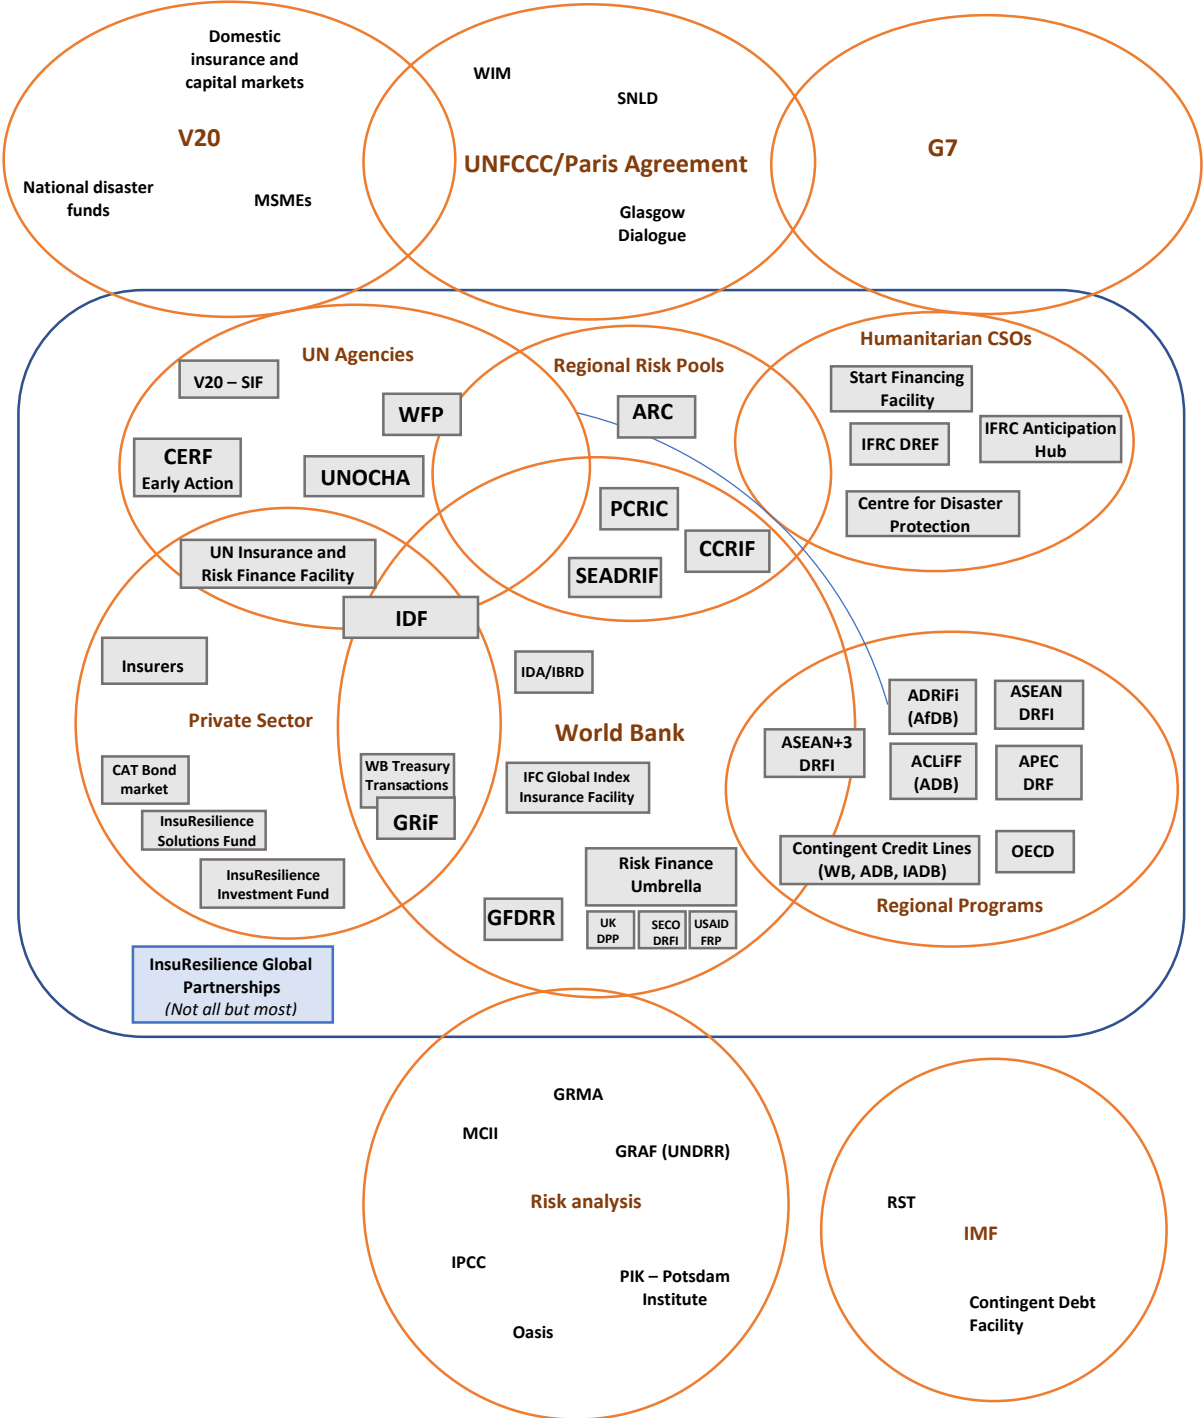 Domestic
insurance and
capital markets
V20
National disaster
funds
MSMEs
WIM
SNLD
UNFCCC/Paris Agreement
Glasgow
Dialogue
G7
UN Agencies
V20 – SIF
WFP
CERF
Early Action
UNOCHA
UN Insurance and
Risk Finance Facility
IDF
Regional Risk Pools
ARC
PCRIC
CCRIF
SEADRIF
Humanitarian CSOs
Start Financing
Facility
IFRC DREF
IFRC Anticipation
Hub
Centre for Disaster
Protection
Insurers
Private Sector
CAT Bond
market
InsuResilience
Solutions Fund
InsuResilience
Investment Fund
WB Treasury
Transactions
GRiF
IDA/IBRD
World Bank
IFC Global Index
Insurance Facility
Risk Finance
Umbrella
GFDRR
UK
DPP
SECO
DRFI
USAID
FRP
ASEAN+3
DRFI
ADRiFi
(AfDB)
ASEAN
DRFI
ACLiFF
(ADB)
APEC
DRF
Contingent Credit Lines
(WB, ADB, IADB)
OECD
Regional Programs
InsuResilience Global
Partnerships
(Not all but most)
GRMA
MCII
GRAF (UNDRR)
Risk analysis
IPCC
PIK – Potsdam
Institute
Oasis
RST
IMF
Contingent Debt
Facility